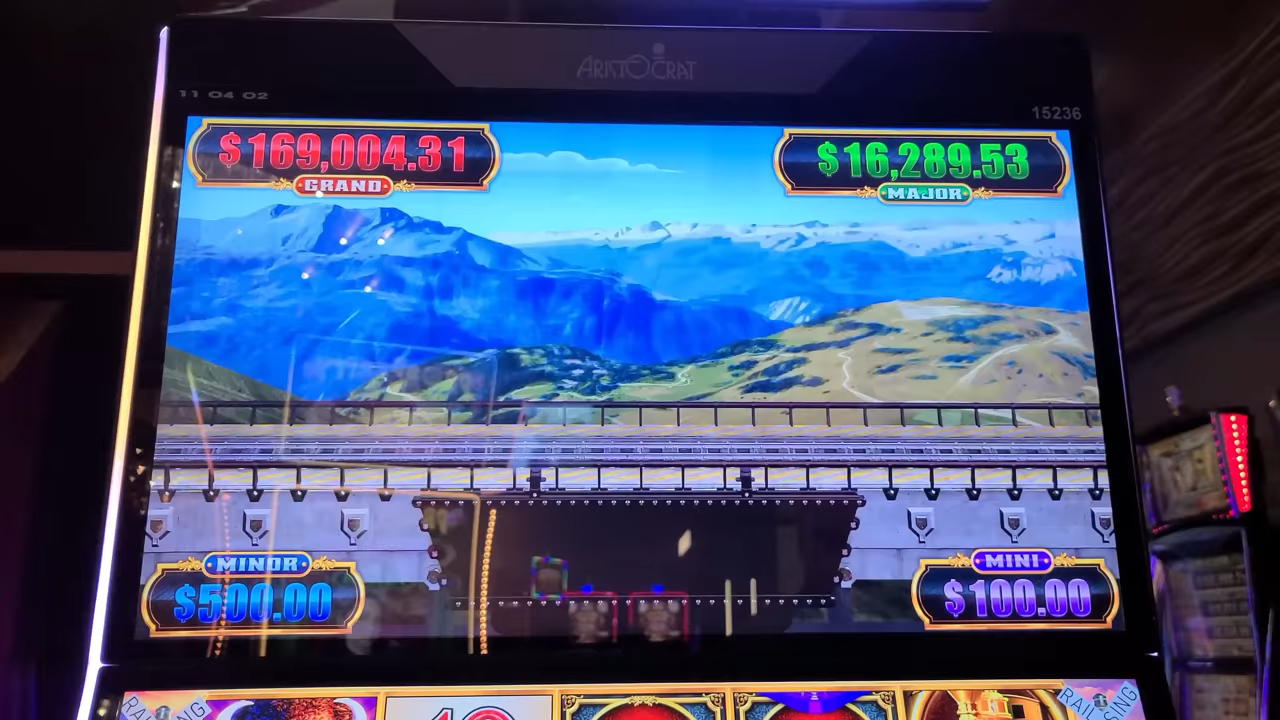 ARISTOCRAT
11 04 02
15236
$169,004.31
GRAND
$16,289.53
MAJOR
MINOR
$500.00
MINI
$100.00